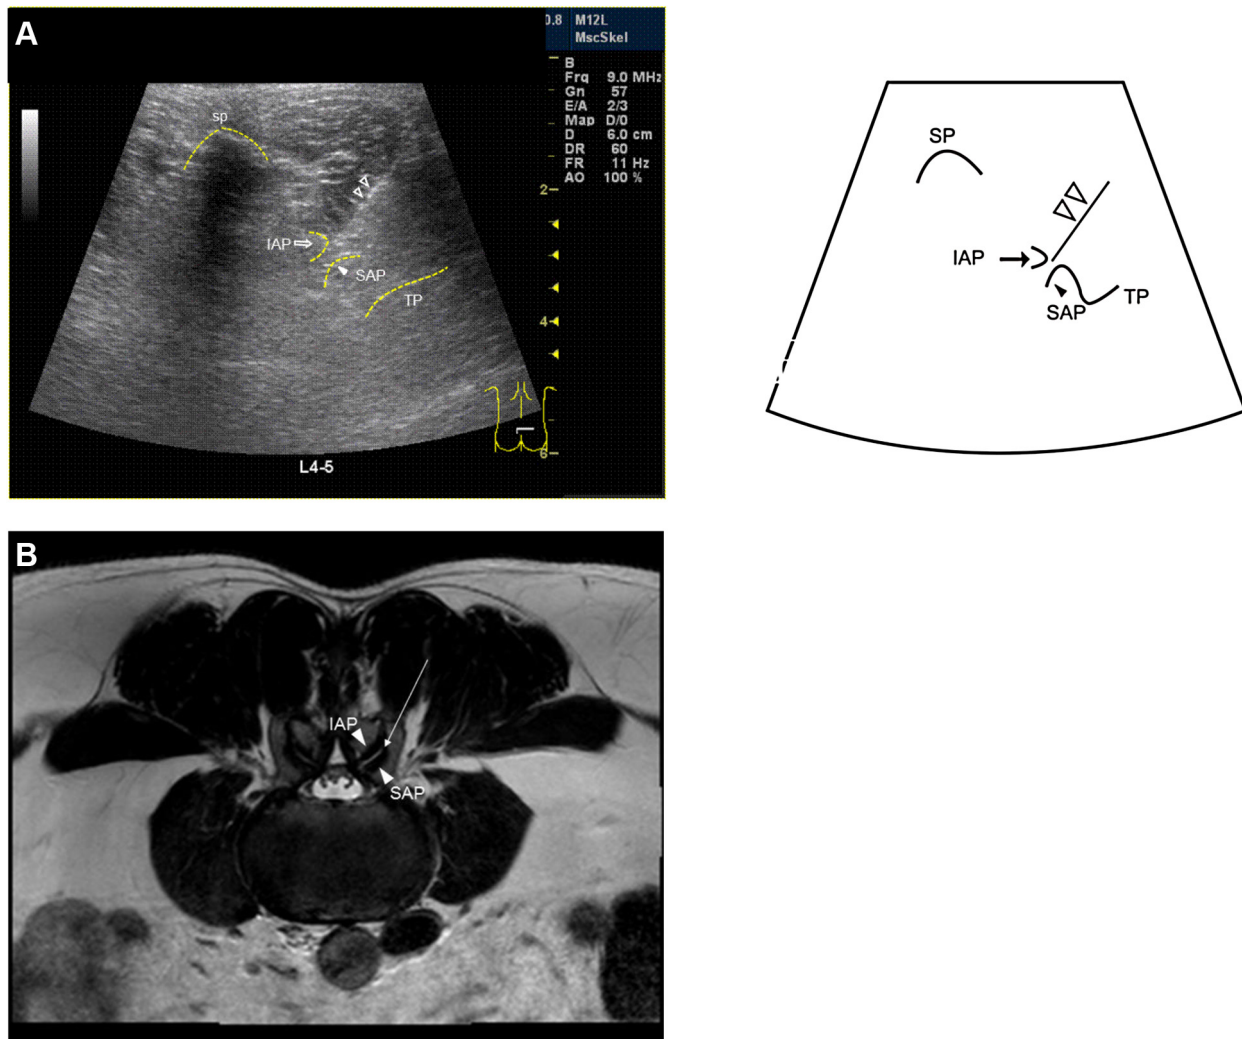 A
0.8 M12L
MscSkel
B
Frq 9.0 MHz
Gn 57
E/A 2/3
Map D/0
D 6.0 cm
DR 60
FR 11 Hz
AO 100 %
sp
2
IAP
SAP
TP
4
6
L4-5
SP
IAP
SAP
TP
B
IAP
SAP